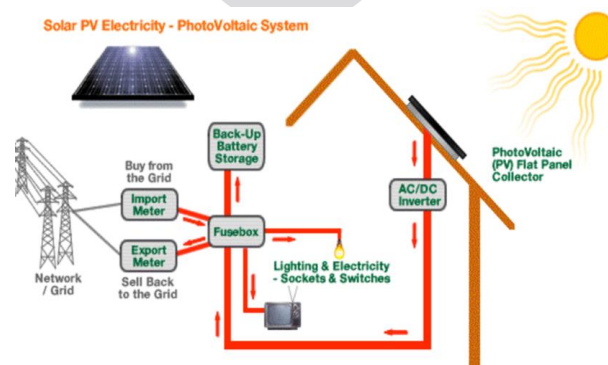 Solar PV Electricity - PhotoVoltaic System
Back-Up
Battery
Storage
PhotoVoltaic
(PV) Flat Panel
Collector
Buy from
the Grid
AC/DC
Inverter
Import
Meter
Fusebox
Export
Meter
Lighting & Electricity
- Sockets & Switches
Network
/ Grid
Sell Back
to the Grid